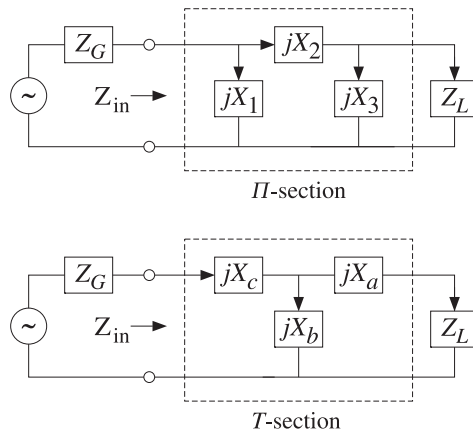 Z_G jX_2
~ Z_in jX_1 jX_3 Z_L
Π-section
Z_G jX_c jX_a
~ Z_in jX_b Z_L
T-section